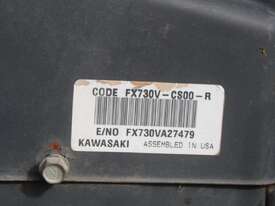 CODE FX730V-CS00-R
E/NO FX730VA27479
KAWASAKI ASSEMBLED IN USA